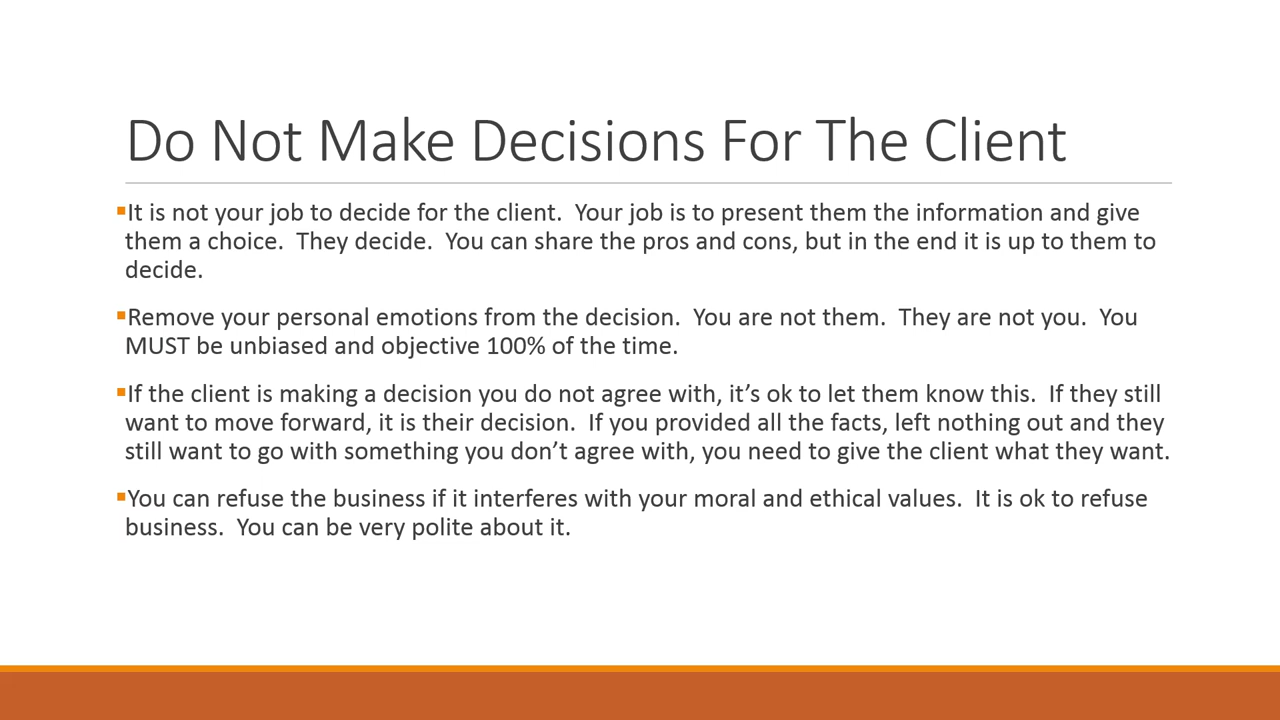 Do Not Make Decisions For The Client
▪It is not your job to decide for the client.  Your job is to present them the information and give
them a choice.  They decide.  You can share the pros and cons, but in the end it is up to them to
decide.
▪Remove your personal emotions from the decision.  You are not them.  They are not you.  You
MUST be unbiased and objective 100% of the time.
▪If the client is making a decision you do not agree with, it’s ok to let them know this.  If they still
want to move forward, it is their decision.  If you provided all the facts, left nothing out and they
still want to go with something you don’t agree with, you need to give the client what they want.
▪You can refuse the business if it interferes with your moral and ethical values.  It is ok to refuse
business.  You can be very polite about it.